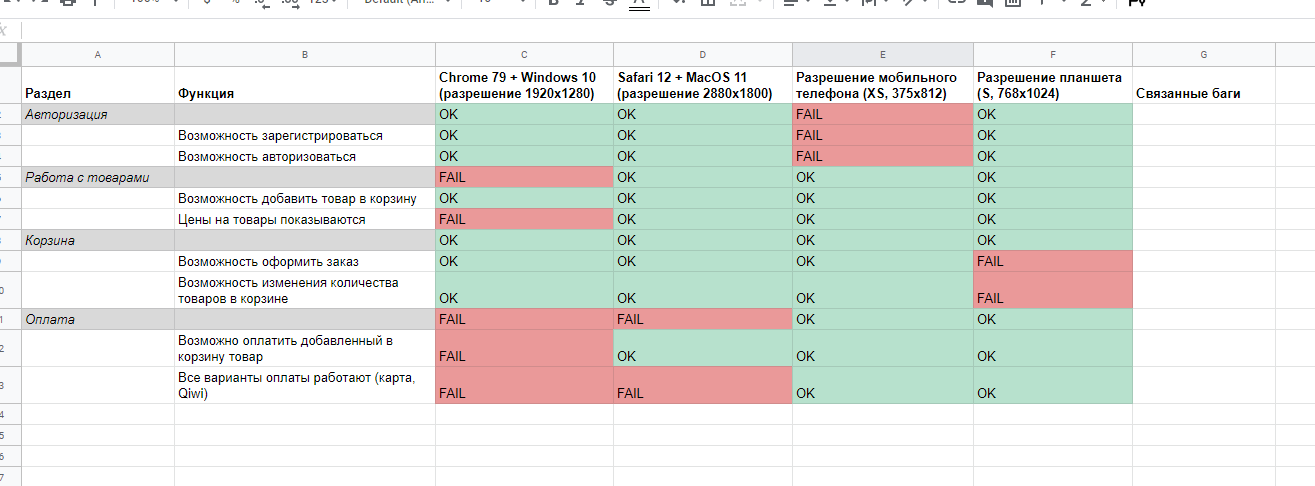 A B C D E F G
Раздел Функция Chrome 79 + Windows 10 (разрешение 1920x1280) Safari 12 + MacOS 11 (разрешение 2880x1800) Разрешение мобильного телефона (XS, 375x812) Разрешение планшета (S, 768x1024) Связанные баги
Авторизация OK OK FAIL OK
Возможность зарегистрироваться OK OK FAIL OK
Возможность авторизоваться OK OK FAIL OK
Работа с товарами FAIL OK OK OK
Возможность добавить товар в корзину OK OK OK OK
Цены на товары показываются FAIL OK OK OK
Корзина OK OK OK OK
Возможность оформить заказ OK OK OK FAIL
Возможность изменения количества
товаров в корзине OK OK OK FAIL
Оплата FAIL FAIL OK OK
Возможно оплатить добавленный в
корзину товар FAIL OK OK OK
Все варианты оплаты работают (карта,
Qiwi) FAIL FAIL OK OK